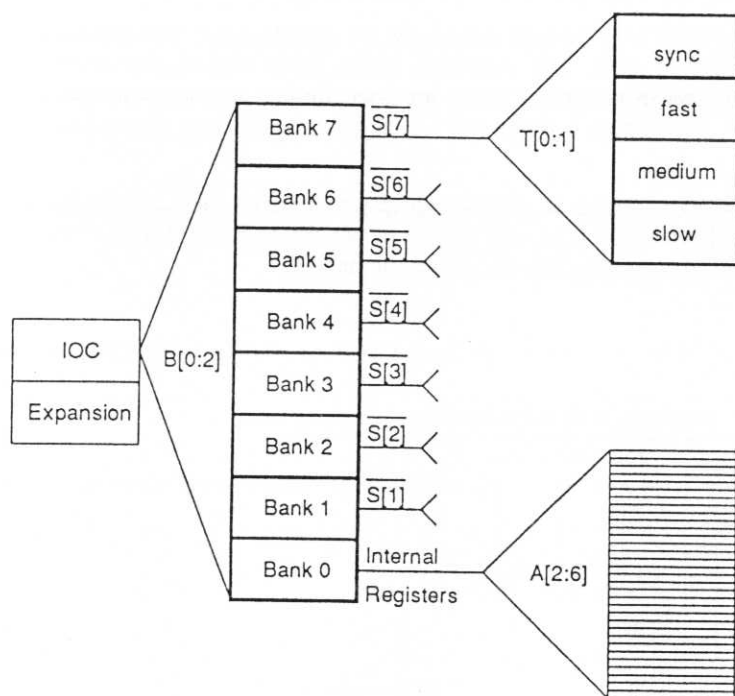 IOC
Expansion
B[0:2]
Bank 7
Bank 6
Bank 5
Bank 4
Bank 3
Bank 2
Bank 1
Bank 0
S[7]
S[6]
S[5]
S[4]
S[3]
S[2]
S[1]
Internal
Registers
T[0:1]
sync
fast
medium
slow
A[2:6]